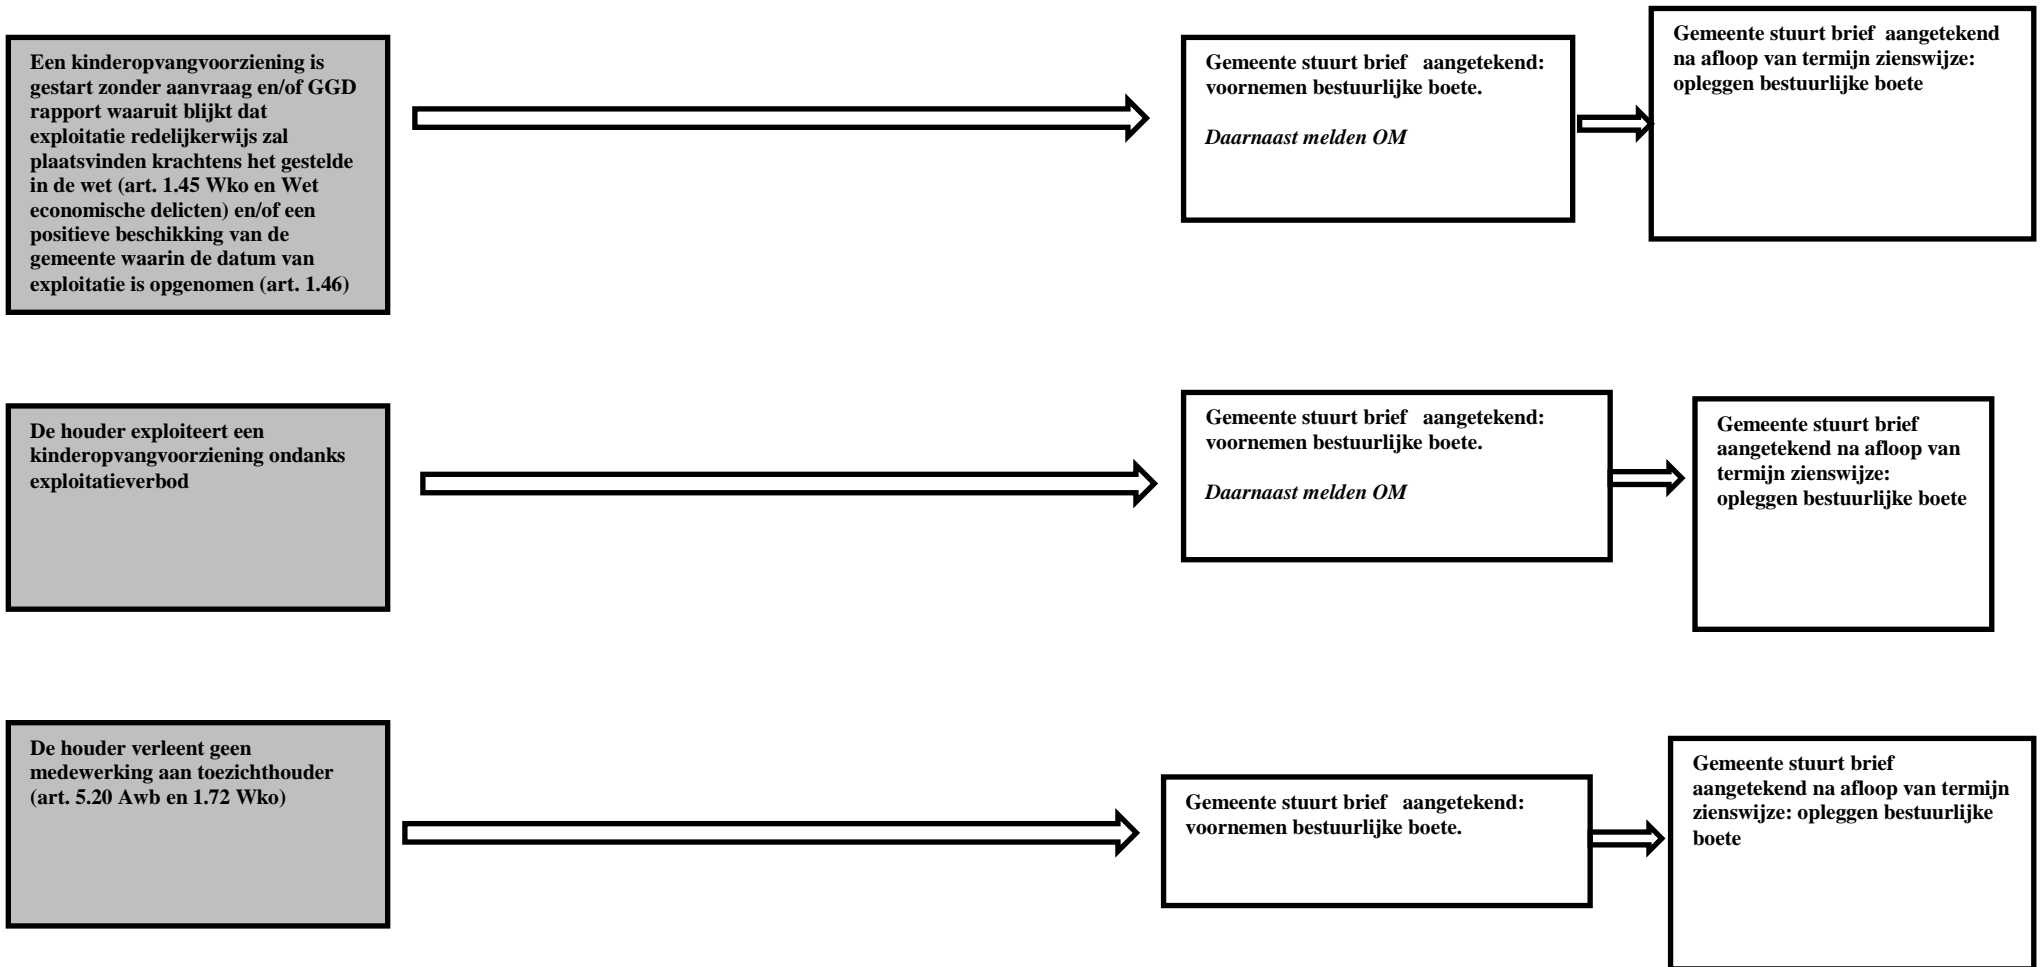 Een kinderopvangvoorziening is
gestart zonder aanvraag en/of GGD
rapport waaruit blijkt dat
exploitatie redelijkerwijs zal
plaatsvinden krachtens het gestelde
in de wet (art. 1.45 Wko en Wet
economische delicten) en/of een
positieve beschikking van de
gemeente waarin de datum van
exploitatie is opgenomen (art. 1.46)
Gemeente stuurt brief aangetekend:
voornemen bestuurlijke boete.
Daarnaast melden OM
Gemeente stuurt brief aangetekend
na afloop van termijn zienswijze:
opleggen bestuurlijke boete
De houder exploiteert een
kinderopvangvoorziening ondanks
exploitatieverbod
Gemeente stuurt brief aangetekend:
voornemen bestuurlijke boete.
Daarnaast melden OM
Gemeente stuurt brief
aangetekend na afloop van
termijn zienswijze:
opleggen bestuurlijke boete
De houder verleent geen
medewerking aan toezichthouder
(art. 5.20 Awb en 1.72 Wko)
Gemeente stuurt brief aangetekend:
voornemen bestuurlijke boete.
Gemeente stuurt brief
aangetekend na afloop van termijn
zienswijze: opleggen bestuurlijke
boete